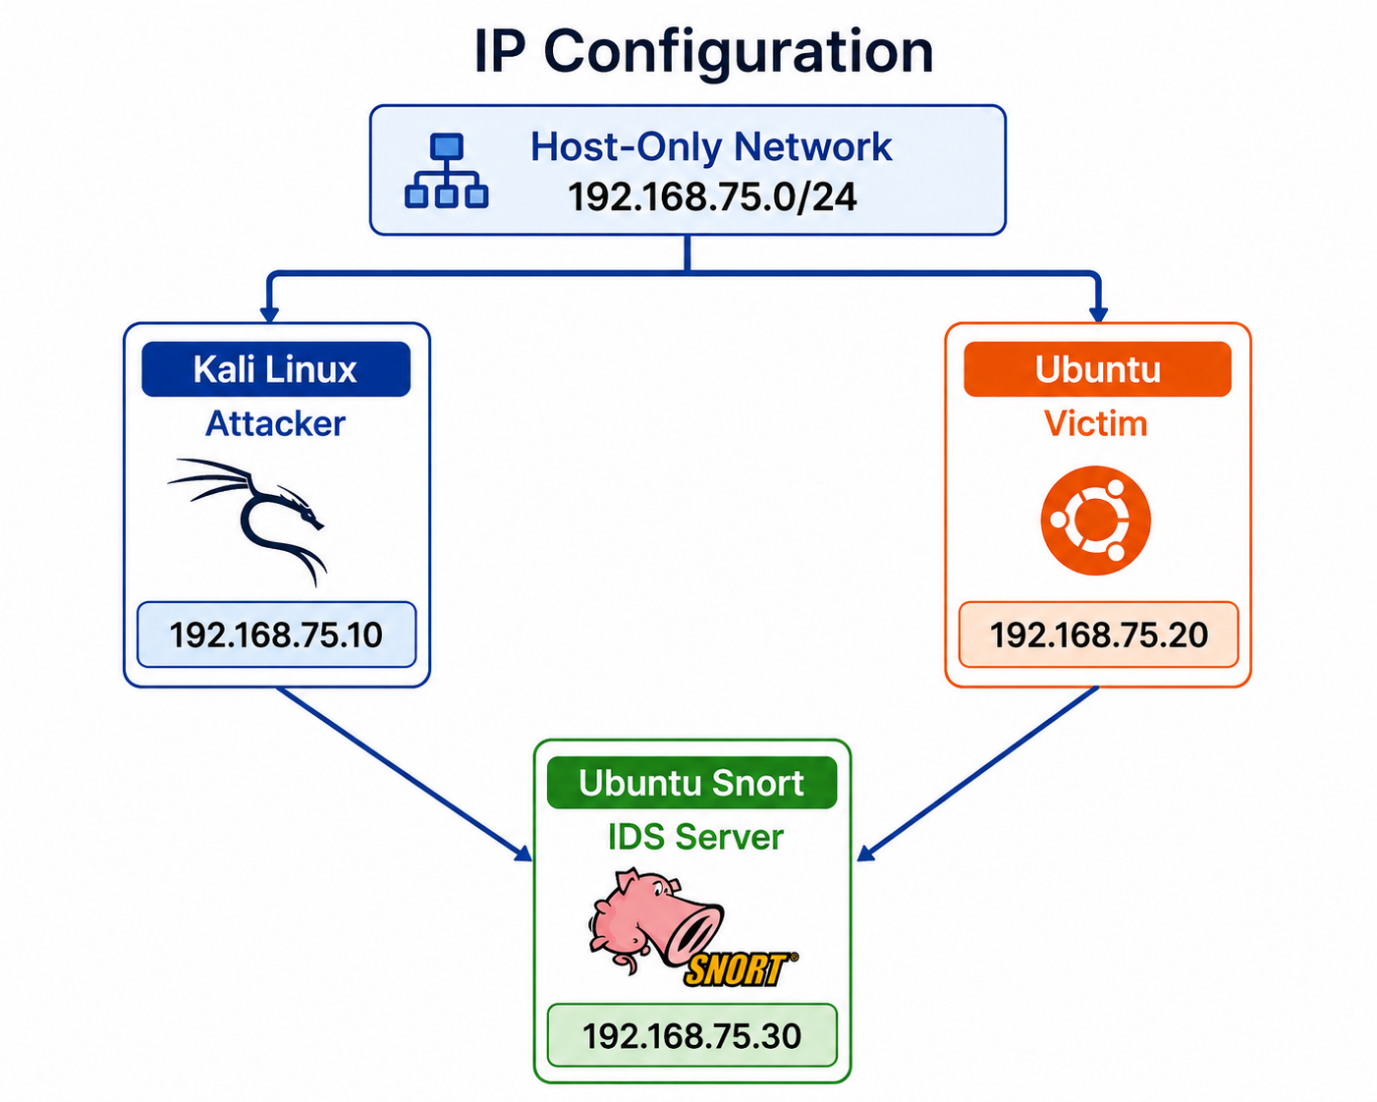 IP Configuration
Host-Only Network
192.168.75.0/24
Kali Linux
Attacker
192.168.75.10
Ubuntu
Victim
192.168.75.20
Ubuntu Snort
IDS Server
SNORT®
192.168.75.30